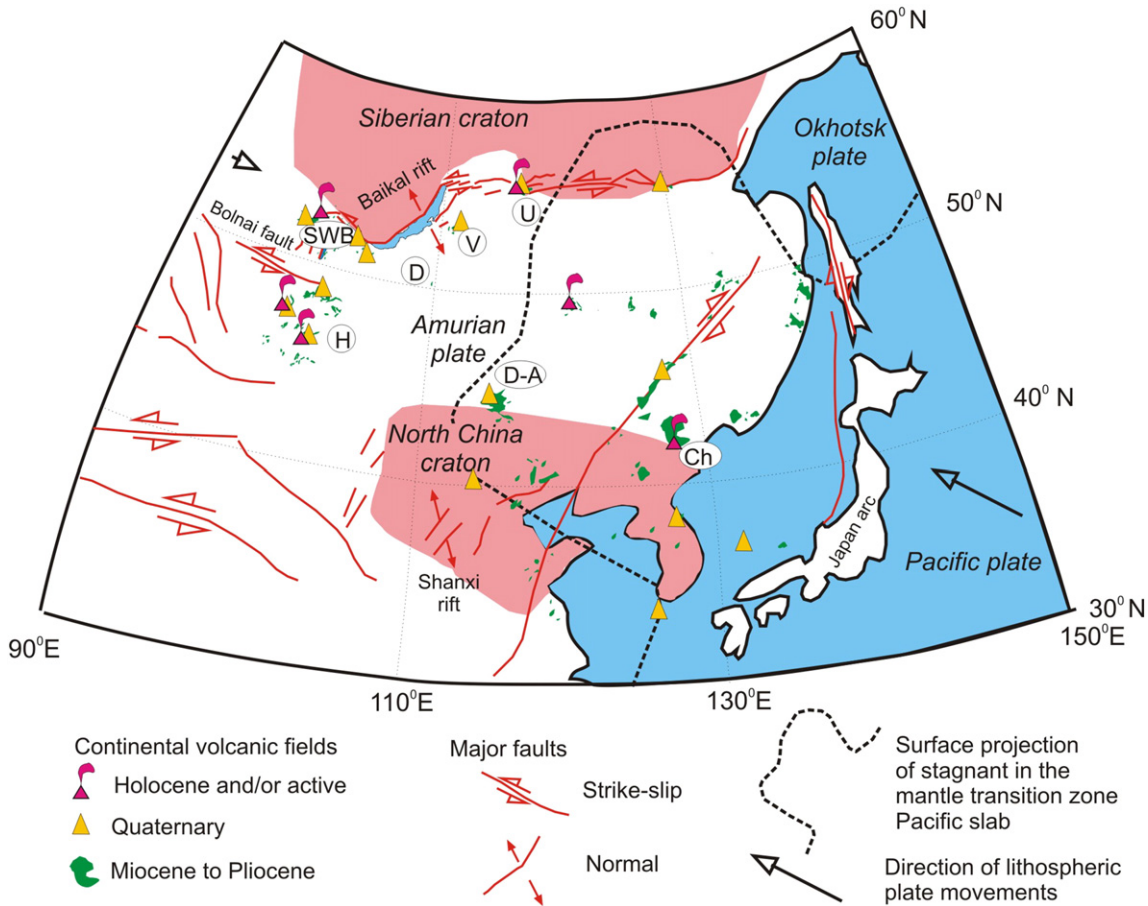 60⁰ N
Siberian craton
Okhotsk
plate
Baikal rift
50⁰ N
U
Bolnai fault
SWB
V
D
Amurian
plate
H
D-A
40⁰ N
North China
craton
Ch
Japan arc
Pacific plate
Shanxi
rift
30⁰ N
150⁰E
90⁰E
110⁰E
130⁰E
Continental volcanic fields
Holocene and/or active
Quaternary
Miocene to Pliocene
Major faults
Strike-slip
Normal
Surface projection
of stagnant in the
mantle transition zone
Pacific slab
Direction of lithospheric
plate movements